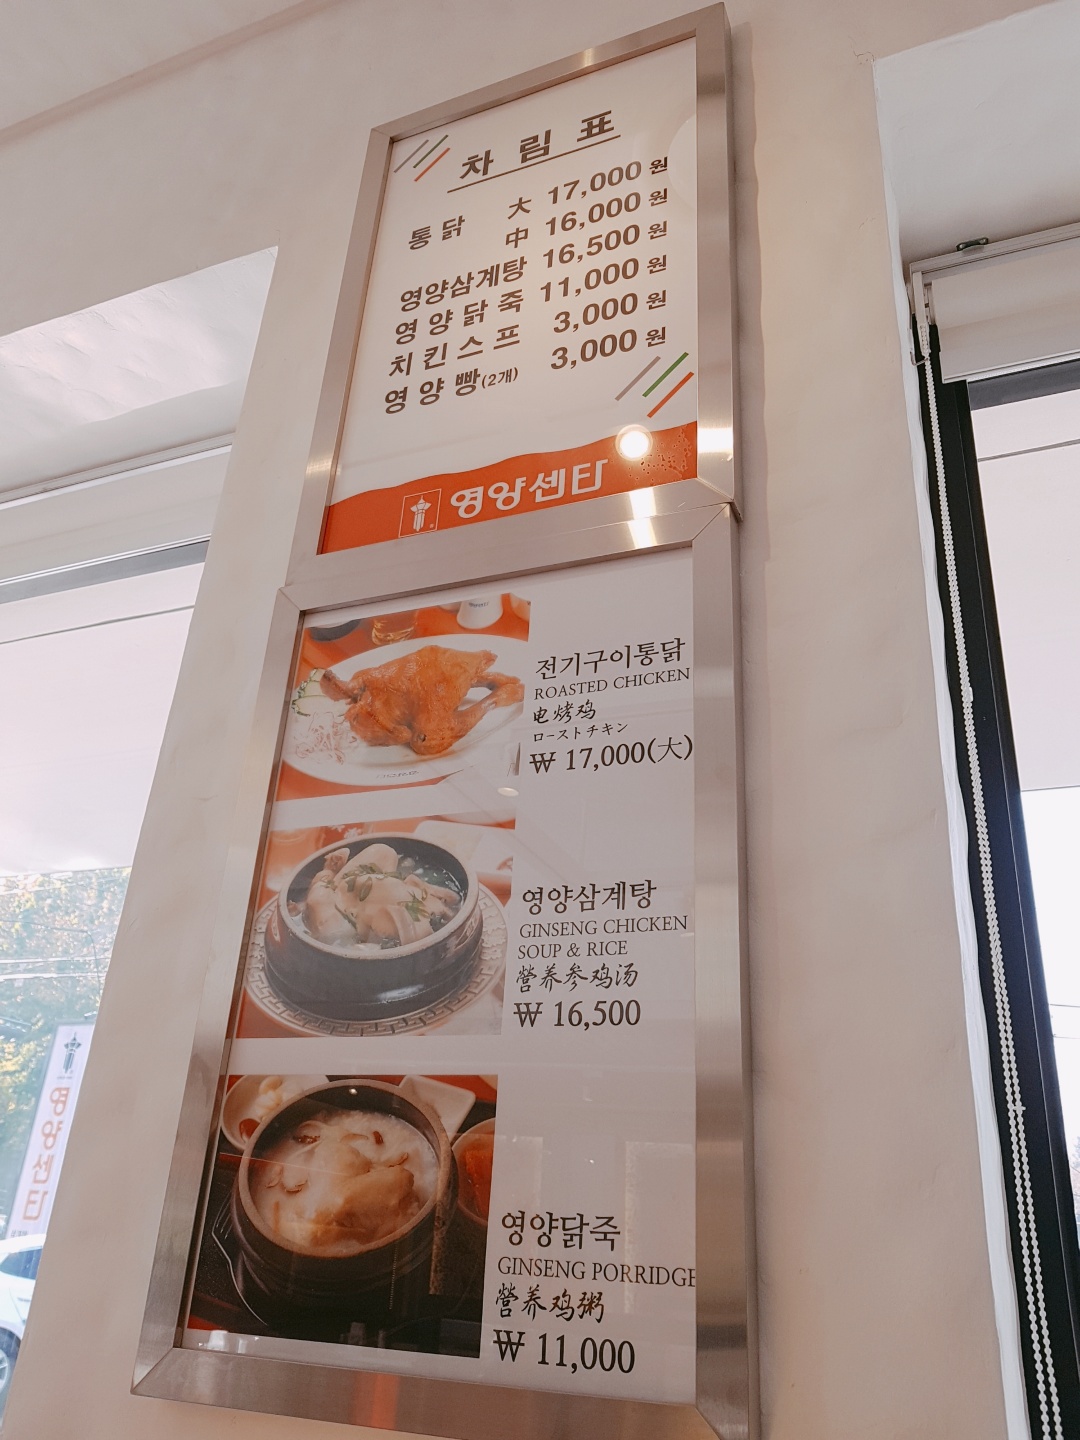 차 림 표
통 닭 大 17,000 원
中 16,000 원
영양삼계탕 16,500 원
영 양 닭 죽 11,000 원
치 킨 스 프 3,000 원
영 양 빵(2개) 3,000 원
영양센타
전기구이통닭
ROASTED CHICKEN
电烤鸡
ローストチキン
₩ 17,000(大)
영양삼계탕
GINSENG CHICKEN
SOUP & RICE
营养参鸡汤
₩ 16,500
영양닭죽
GINSENG PORRIDGE
营养鸡粥
₩ 11,000
영양센타